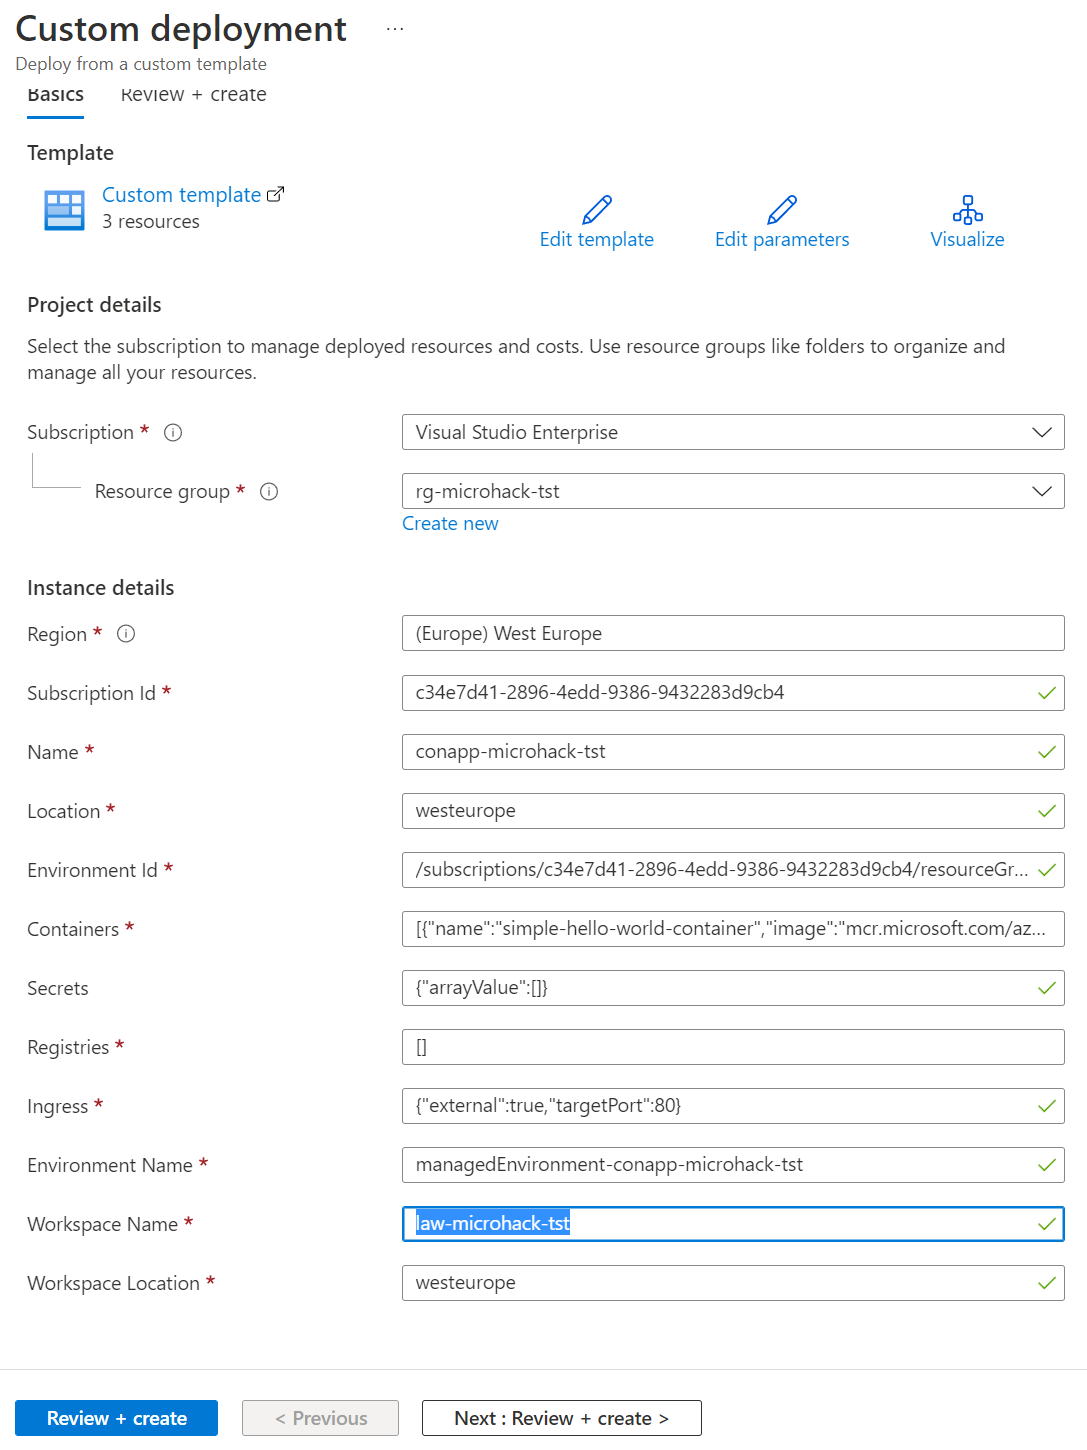 Custom deployment ...
Deploy from a custom template
Basics Review + create
Template
Custom template
3 resources
Edit template Edit parameters Visualize
Project details
Select the subscription to manage deployed resources and costs. Use resource groups like folders to organize and
manage all your resources.
Subscription * Visual Studio Enterprise
Resource group * rg-microhack-tst
Create new
Instance details
Region * (Europe) West Europe
Subscription Id * c34e7d41-2896-4edd-9386-9432283d9cb4
Name * conapp-microhack-tst
Location * westeurope
Environment Id * /subscriptions/c34e7d41-2896-4edd-9386-9432283d9cb4/resourceGr...
Containers * [{"name":"simple-hello-world-container","image":"mcr.microsoft.com/az...
Secrets {"arrayValue":[]}
Registries * []
Ingress * {"external":true,"targetPort":80}
Environment Name * managedEnvironment-conapp-microhack-tst
Workspace Name * law-microhack-tst
Workspace Location * westeurope
Review + create < Previous Next : Review + create >